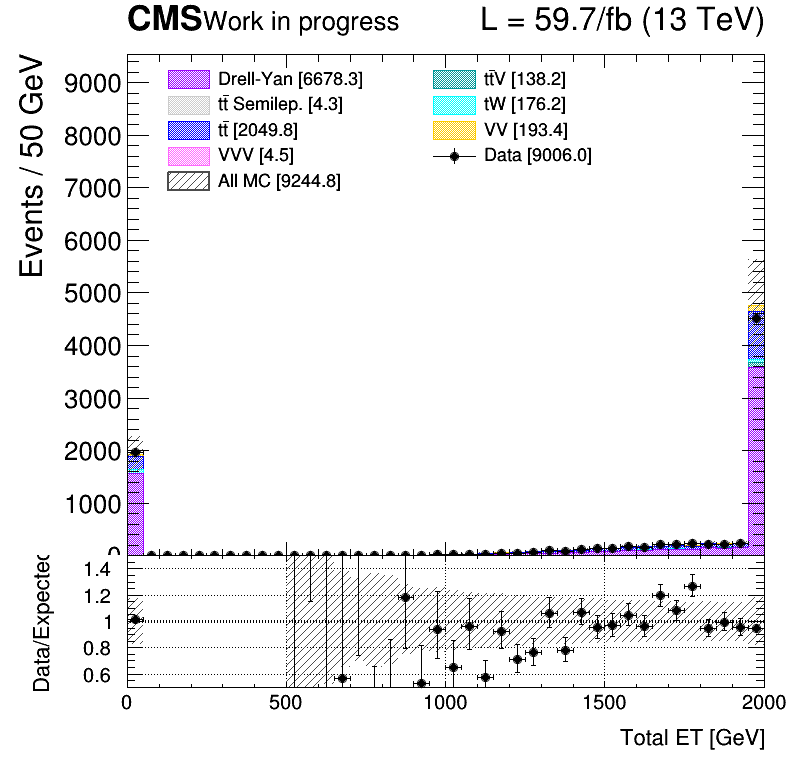 CMS Work in progress L = 59.7/fb (13 TeV)
Events / 50 GeV
9000
8000
7000
6000
5000
4000
3000
2000
1000
0
Drell-Yan [6678.3]
tt̄ Semilep. [4.3]
tt̄ [2049.8]
VVV [4.5]
All MC [9244.8]
tt̄V [138.2]
tW [176.2]
VV [193.4]
Data [9006.0]
Data/Expected
1.4
1.2
1
0.8
0.6
0 500 1000 1500 2000
Total ET [GeV]